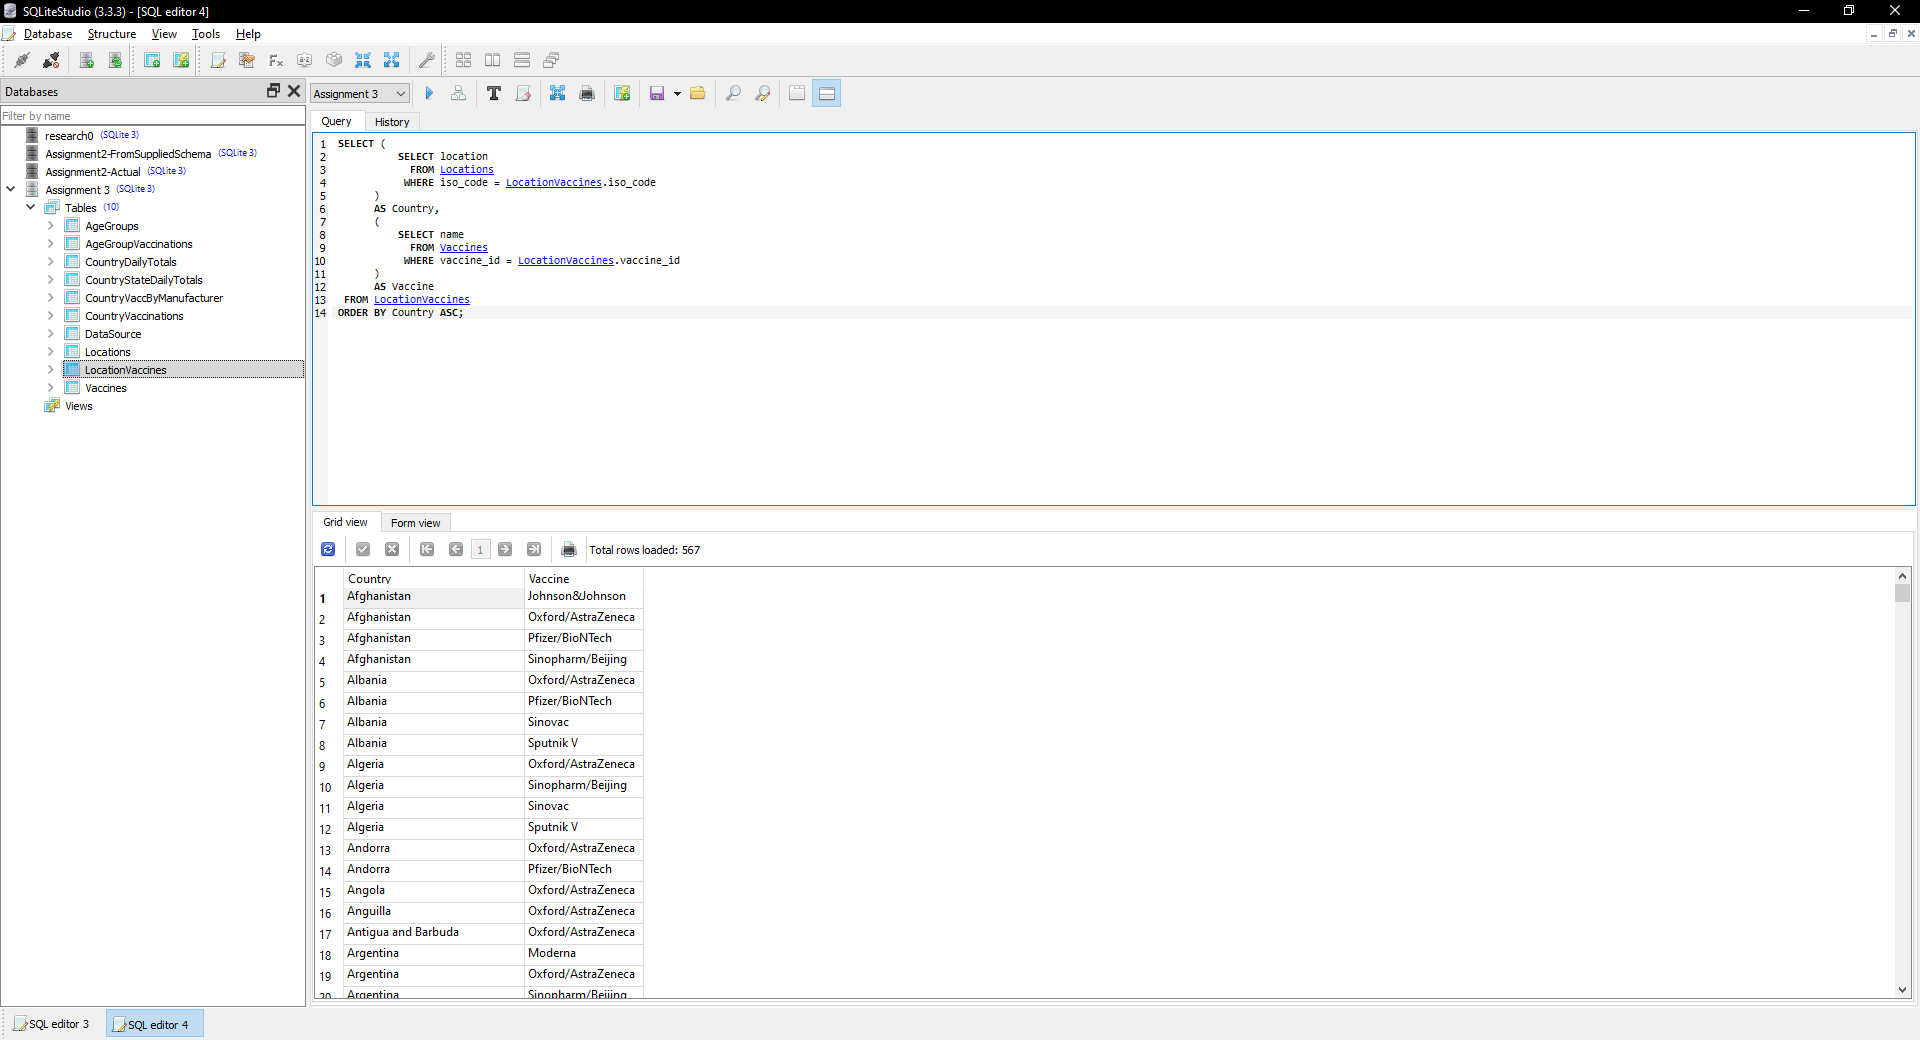 SQLiteStudio (3.3.3) - [SQL editor 4]
Database Structure View Tools Help
Databases
Filter by name
research0 (SQLite 3)
Assignment2-FromSuppliedSchema (SQLite 3)
Assignment2-Actual (SQLite 3)
Assignment 3 (SQLite 3)
Tables (10)
AgeGroups
AgeGroupVaccinations
CountryDailyTotals
CountryStateDailyTotals
CountryVaccByManufacturer
CountryVaccinations
DataSource
Locations
LocationVaccines
Vaccines
Views
Assignment 3
Query History
1 SELECT (
2 SELECT location
3 FROM Locations
4 WHERE iso_code = LocationVaccines.iso_code
5 )
6 AS Country,
7 (
8 SELECT name
9 FROM Vaccines
10 WHERE vaccine_id = LocationVaccines.vaccine_id
11 )
12 AS Vaccine
13 FROM LocationVaccines
14 ORDER BY Country ASC;
Grid view Form view
1 Total rows loaded: 567
Country Vaccine
1 Afghanistan Johnson&Johnson
2 Afghanistan Oxford/AstraZeneca
3 Afghanistan Pfizer/BioNTech
4 Afghanistan Sinopharm/Beijing
5 Albania Oxford/AstraZeneca
6 Albania Pfizer/BioNTech
7 Albania Sinovac
8 Albania Sputnik V
9 Algeria Oxford/AstraZeneca
10 Algeria Sinopharm/Beijing
11 Algeria Sinovac
12 Algeria Sputnik V
13 Andorra Oxford/AstraZeneca
14 Andorra Pfizer/BioNTech
15 Angola Oxford/AstraZeneca
16 Anguilla Oxford/AstraZeneca
17 Antigua and Barbuda Oxford/AstraZeneca
18 Argentina Moderna
19 Argentina Oxford/AstraZeneca
20 Argentina Sinopharm/Beijing
SQL editor 3 SQL editor 4